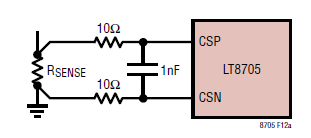 10Ω
CSP
RSENSE
1nF
LT8705
10Ω
CSN
8705 F12a